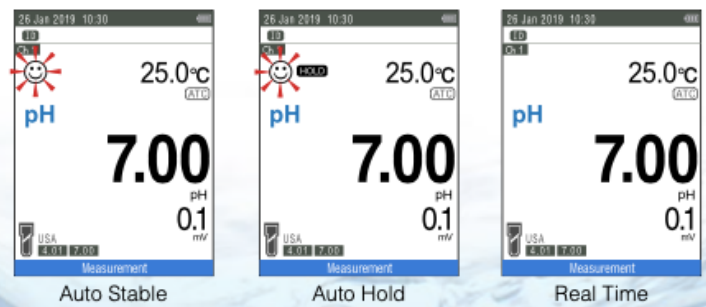 26 Jan 2019 10:30
ID
Ch 1
25.0°C
ATC
pH
7.00
pH
0.1
mV
USA
4.01 7.00
Measurement
Auto Stable
26 Jan 2019 10:30
ID
Ch 1
HOLD
25.0°C
ATC
pH
7.00
pH
0.1
mV
USA
4.01 7.00
Measurement
Auto Hold
26 Jan 2019 10:30
ID
Ch 1
25.0°C
ATC
pH
7.00
pH
0.1
mV
USA
4.01 7.00
Measurement
Real Time